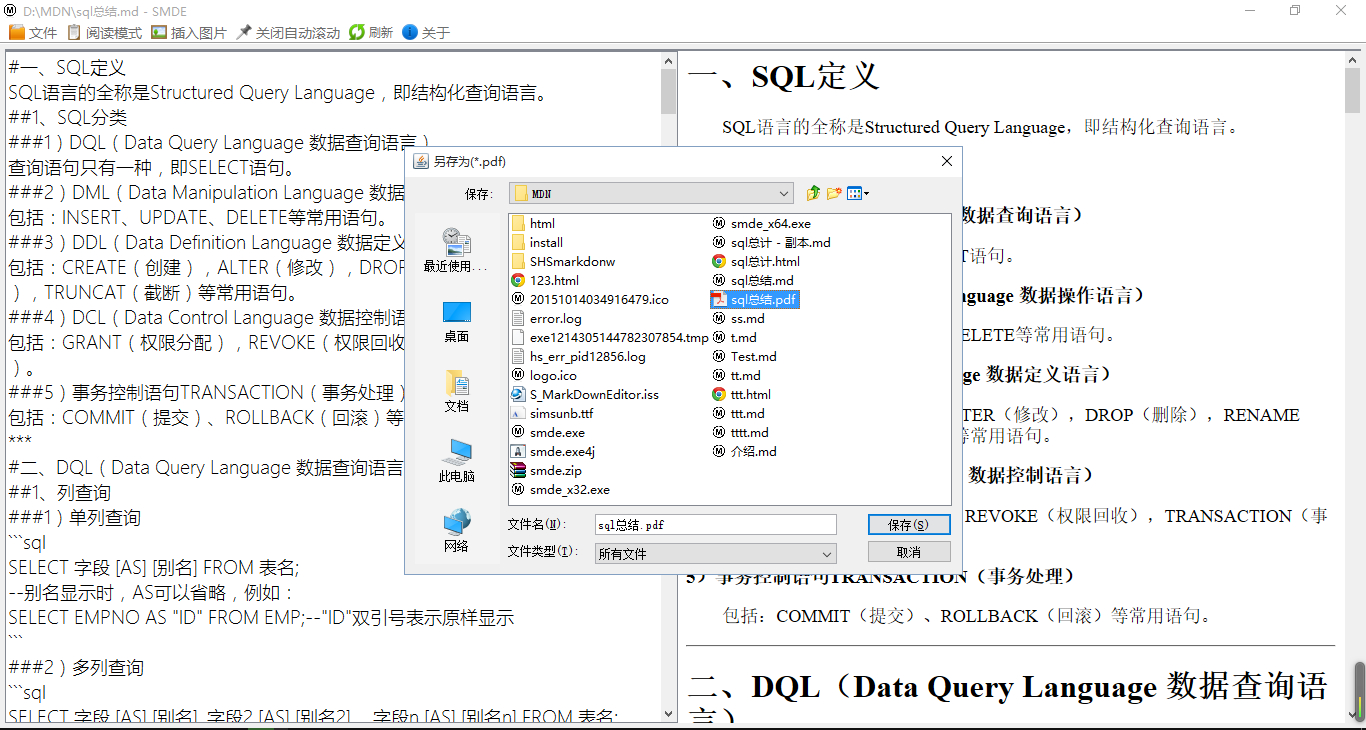 D:\MDN\sql总结.md - SMDE
文件 阅读模式 插入图片 关闭自动滚动 刷新 关于
#一、SQL定义
SQL语言的全称是Structured Query Language，即结构化查询语言。
##1、SQL分类
###1）DQL（Data Query Language 数据查询语言）
查询语句只有一种，即SELECT语句。
###2）DML（Data Manipulation Language 数据
包括：INSERT、UPDATE、DELETE等常用语句。
###3）DDL（Data Definition Language 数据定义
包括：CREATE（创建），ALTER（修改），DROP
），TRUNCAT（截断）等常用语句。
###4）DCL（Data Control Language 数据控制语
包括：GRANT（权限分配），REVOKE（权限回收
）。
###5）事务控制语句TRANSACTION（事务处理）
包括：COMMIT（提交）、ROLLBACK（回滚）等
***
#二、DQL（Data Query Language 数据查询语言
##1、列查询
###1）单列查询
```sql
SELECT 字段 [AS] [别名] FROM 表名;
--别名显示时，AS可以省略，例如：
SELECT EMPNO AS "ID" FROM EMP;--"ID"双引号表示原样显示
```
###2）多列查询
```sql
SELECT 字段 [AS] [别名], 字段2 [AS] [别名2]... 字段n [AS] [别名n] FROM 表名;
另存为(*.pdf)
保存: MDN
最近使用...
桌面
文档
此电脑
网络
html
install
SHSmarkdonw
123.html
20151014034916479.ico
error.log
exe1214305144782307854.tmp
hs_err_pid12856.log
logo.ico
S_MarkDownEditor.iss
simsunb.ttf
smde.exe
smde.exe4j
smde.zip
smde_x32.exe
smde_x64.exe
sql总计 - 副本.md
sql总计.html
sql总结.md
sql总结.pdf
ss.md
t.md
Test.md
tt.md
ttt.html
ttt.md
tttt.md
介绍.md
文件名(N): sql总结.pdf 保存(S)
文件类型(T): 所有文件 取消
一、SQL定义
SQL语言的全称是Structured Query Language，即结构化查询语言。
数据查询语言）
T语句。
nguage 数据操作语言）
ELETE等常用语句。
ge 数据定义语言）
TER（修改），DROP（删除），RENAME
等常用语句。
数据控制语言）
REVOKE（权限回收），TRANSACTION（事
5）事务控制语句TRANSACTION（事务处理）
包括：COMMIT（提交）、ROLLBACK（回滚）等常用语句。
二、DQL（Data Query Language 数据查询语
言）